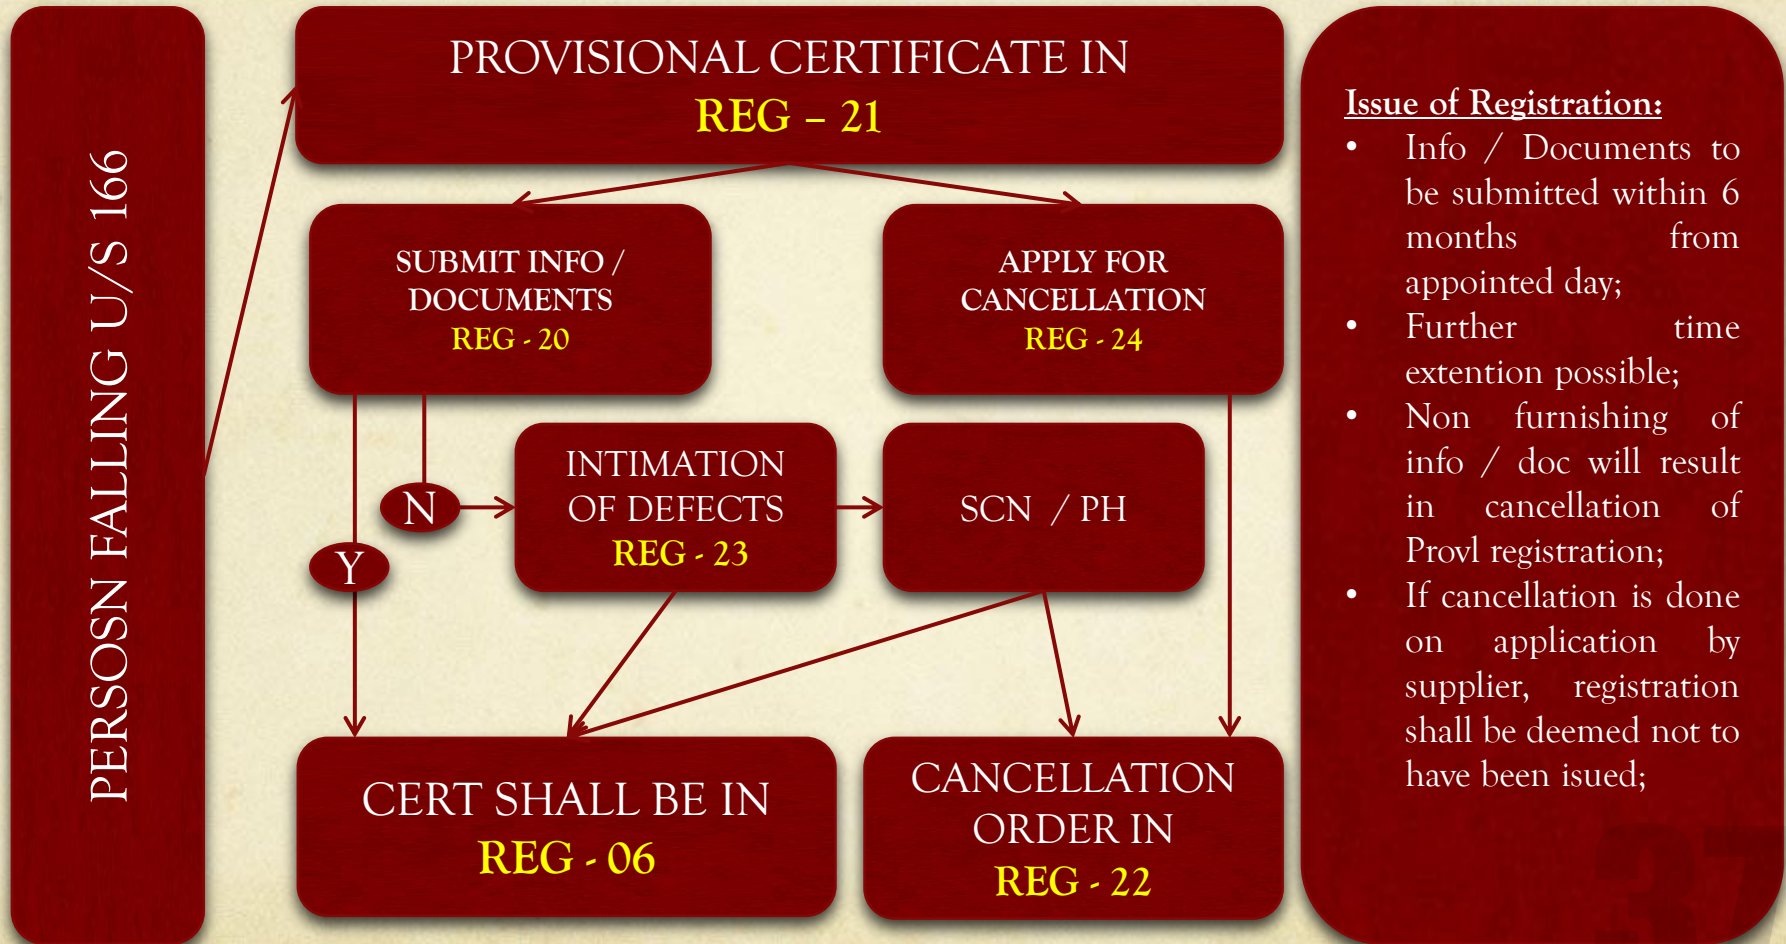 PERSOSN FALLING U/S 166
PROVISIONAL CERTIFICATE IN
REG – 21
SUBMIT INFO /
DOCUMENTS
REG - 20
APPLY FOR
CANCELLATION
REG - 24
N
INTIMATION
OF DEFECTS
REG - 23
SCN / PH
Y
CERT SHALL BE IN
REG - 06
CANCELLATION
ORDER IN
REG - 22
Issue of Registration:
• Info / Documents to
be submitted within 6
months from
appointed day;
• Further time
extention possible;
• Non furnishing of
info / doc will result
in cancellation of
Provl registration;
• If cancellation is done
on application by
supplier, registration
shall be deemed not to
have been isued;
37